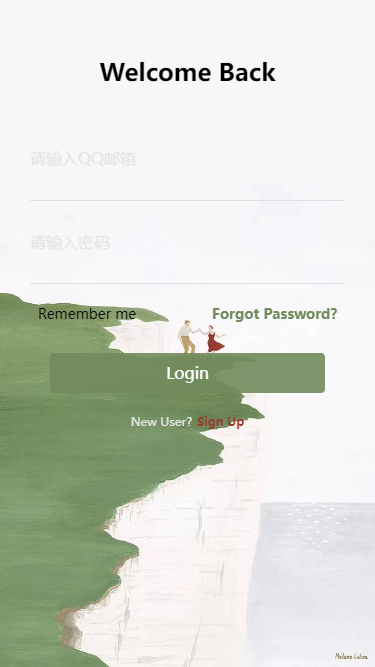 Welcome Back
请输入QQ邮箱
请输入密码
Remember me Forgot Password?
Login
New User? Sign Up